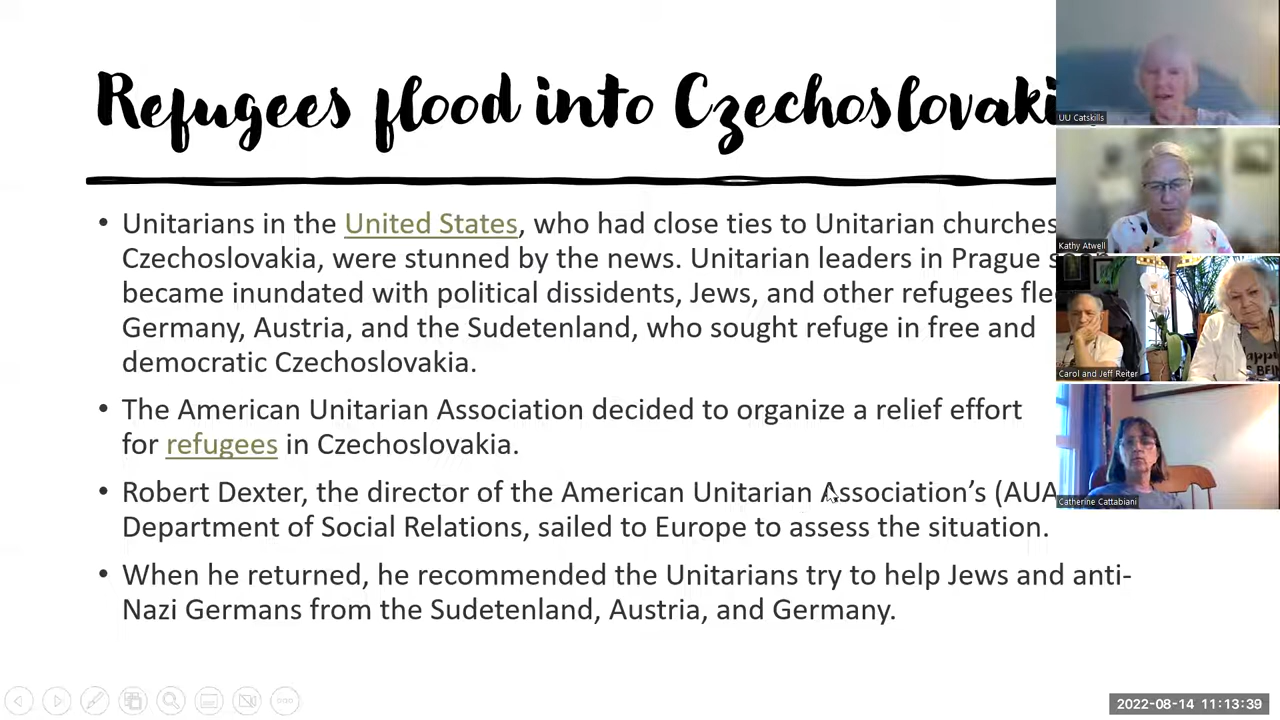 Refugees flood into Czechoslovaki
• Unitarians in the United States, who had close ties to Unitarian churches
Czechoslovakia, were stunned by the news. Unitarian leaders in Prague
became inundated with political dissidents, Jews, and other refugees fle
Germany, Austria, and the Sudetenland, who sought refuge in free and
democratic Czechoslovakia.
• The American Unitarian Association decided to organize a relief effort
for refugees in Czechoslovakia.
• Robert Dexter, the director of the American Unitarian Association’s (AUA
Department of Social Relations, sailed to Europe to assess the situation.
• When he returned, he recommended the Unitarians try to help Jews and anti-
Nazi Germans from the Sudetenland, Austria, and Germany.
UU Catskills
Kathy Atwell
Carol and Jeff Reiter
Catherine Cattabiani
2022-08-14 11:13:39